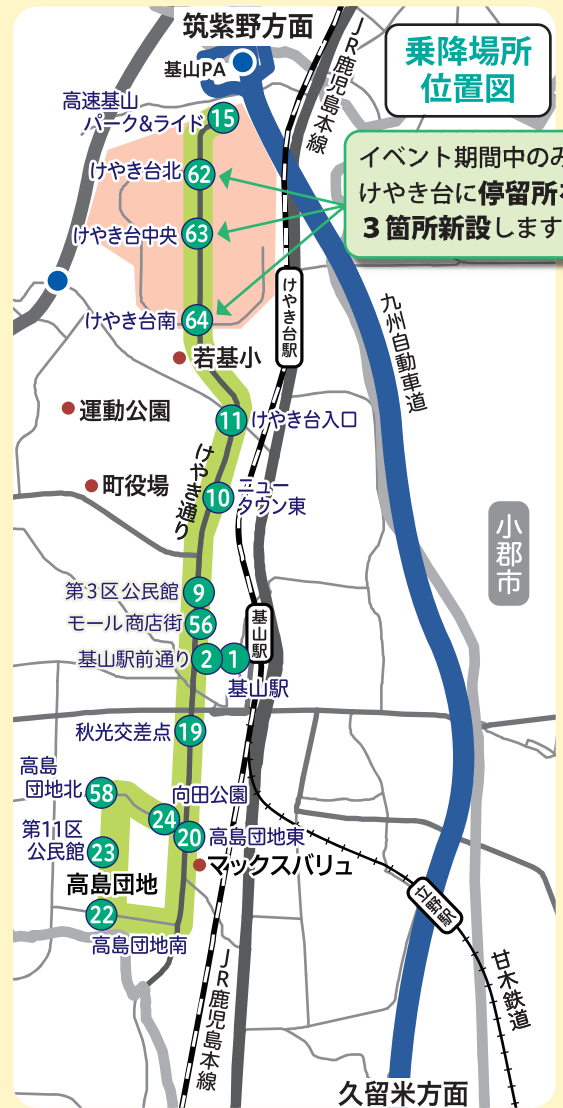 筑紫野方面
基山PA
JR鹿児島本線
乗降場所
位置図
高速基山
パーク&ライド
15
イベント期間中のみ
けやき台に停留所を
3箇所新設します
けやき台北
62
けやき台中央
63
けやき台南
64
けやき台駅
九州自動車道
若基小
運動公園
11
けやき台入口
けやき通り
町役場
10
ニュー
タウン東
小郡市
第3区公民館
9
モール商店街
56
基山駅
基山駅前通り
2
1
基山駅
秋光交差点
19
高島
団地北
58
向田公園
24
第11区
公民館
23
20
高島団地東
マックスバリュ
高島団地
22
高島団地南
立野駅
JR鹿児島本線
甘木鉄道
久留米方面